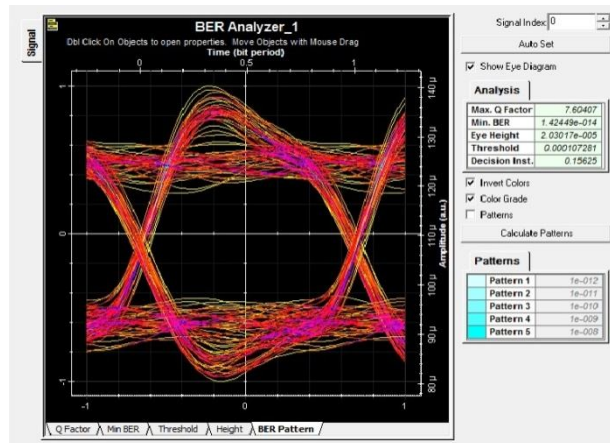 Signal
BER Analyzer_1
Dbl Click On Objects to open properties. Move Objects with Mouse Drag
Time (bit period)
0 0.5 1
1
0
-1
-1 0 1
140 µ
130 µ
120 µ
110 µ
100 µ
90 µ
80 µ
Amplitude (a.u.)
Q Factor Min BER Threshold Height BER Pattern
Signal Index: 0
Auto Set
Show Eye Diagram
Analysis
Max. Q Factor 7.60407
Min. BER 1.42449e-014
Eye Height 2.03017e-005
Threshold 0.000107281
Decision Inst. 0.15625
Invert Colors
Color Grade
Patterns
Calculate Patterns
Patterns
Pattern 1 1e-012
Pattern 2 1e-011
Pattern 3 1e-010
Pattern 4 1e-009
Pattern 5 1e-008